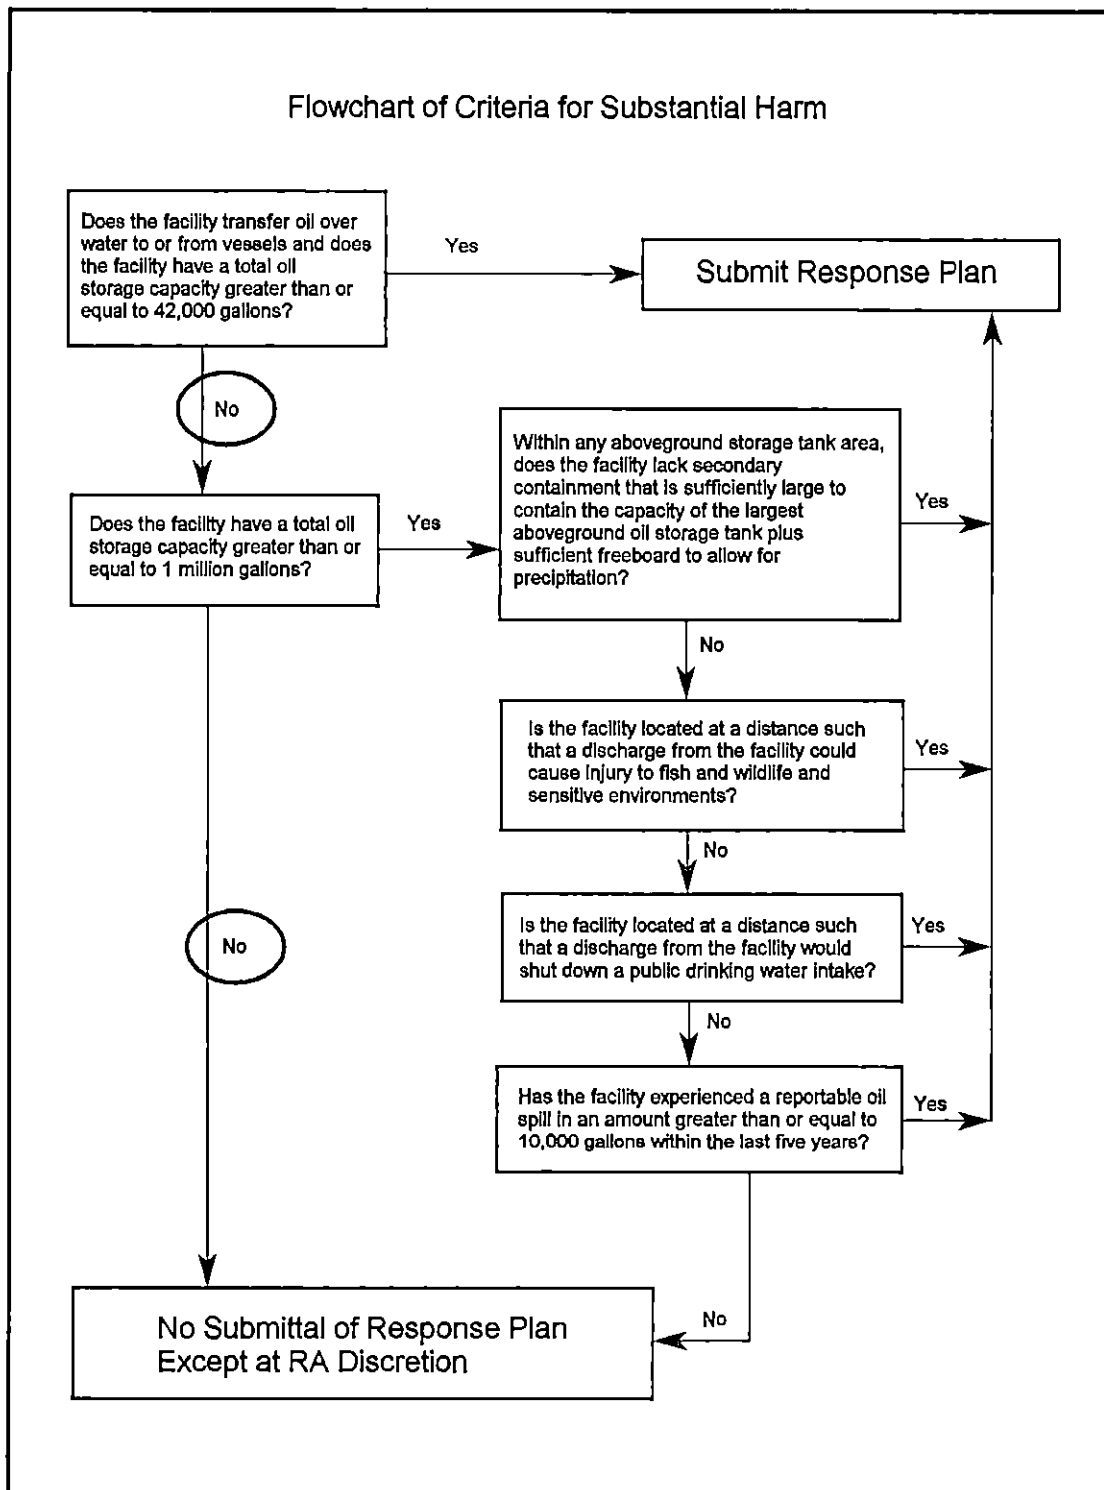 Flowchart of Criteria for Substantial Harm
Does the facility transfer oil over
water to or from vessels and does
the facility have a total oil
storage capacity greater than or
equal to 42,000 gallons?
Yes
Submit Response Plan
No
Does the facility have a total oil
storage capacity greater than or
equal to 1 million gallons?
Yes
Within any aboveground storage tank area,
does the facility lack secondary
containment that is sufficiently large to
contain the capacity of the largest
aboveground oil storage tank plus
sufficient freeboard to allow for
precipitation?
Yes
No
Is the facility located at a distance such
that a discharge from the facility could
cause injury to fish and wildlife and
sensitive environments?
Yes
No
Is the facility located at a distance such
that a discharge from the facility would
shut down a public drinking water intake?
Yes
No
No
Has the facility experienced a reportable oil
spill in an amount greater than or equal to
10,000 gallons within the last five years?
Yes
No
No Submittal of Response Plan
Except at RA Discretion